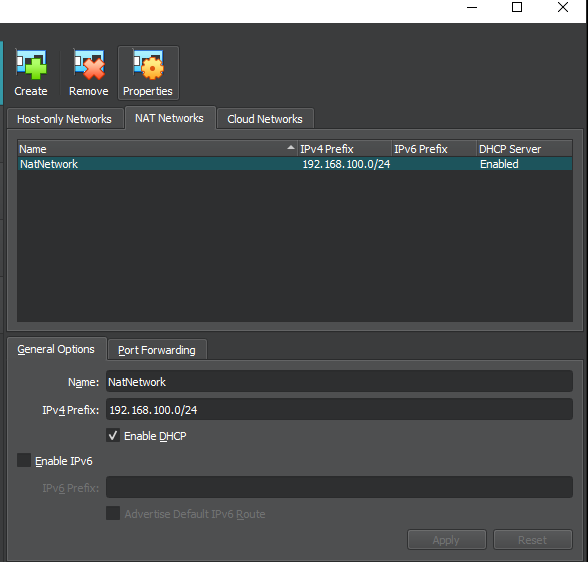 Create Remove Properties
Host-only Networks NAT Networks Cloud Networks
Name IPv4 Prefix IPv6 Prefix DHCP Server
NatNetwork 192.168.100.0/24 Enabled
General Options Port Forwarding
Name: NatNetwork
IPv4 Prefix: 192.168.100.0/24
Enable DHCP
Enable IPv6
IPv6 Prefix:
Advertise Default IPv6 Route
Apply Reset